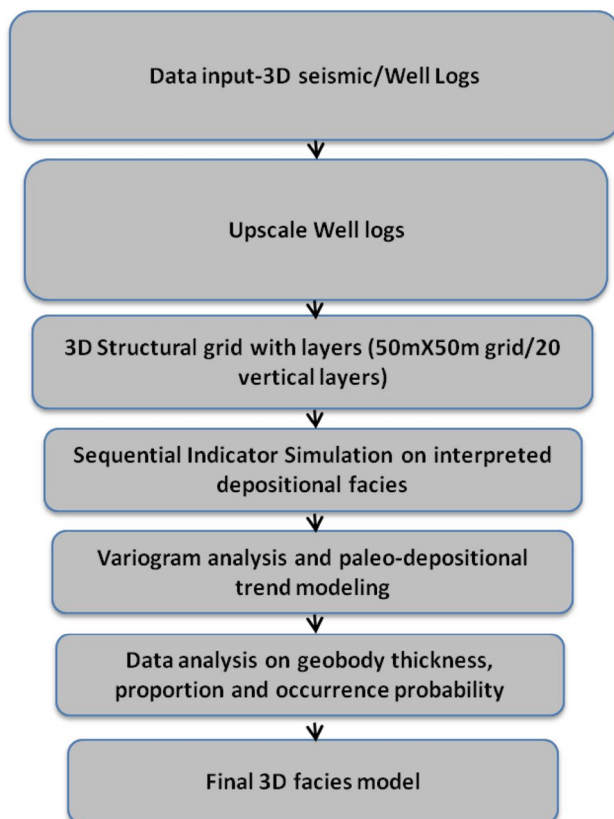 Data input-3D seismic/Well Logs
Upscale Well logs
3D Structural grid with layers (50mX50m grid/20
vertical layers)
Sequential Indicator Simulation on interpreted
depositional facies
Variogram analysis and paleo-depositional
trend modeling
Data analysis on geobody thickness,
proportion and occurrence probability
Final 3D facies model